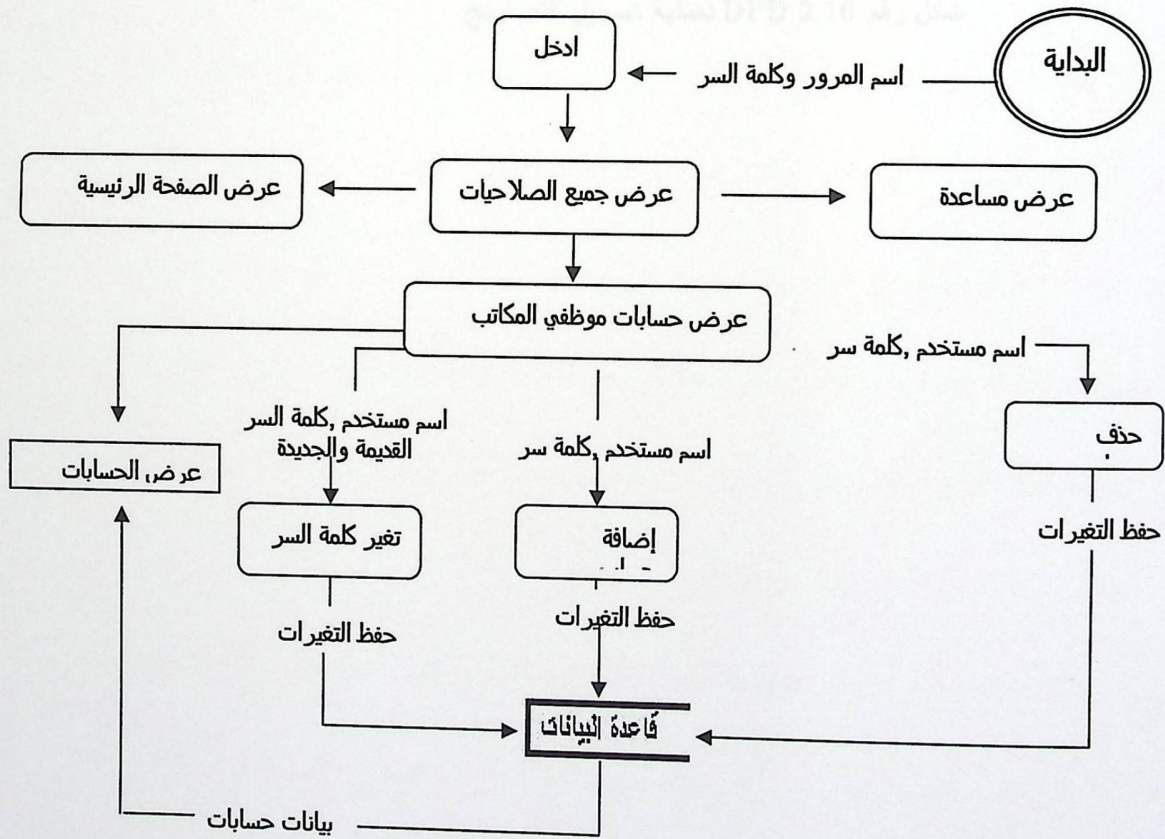 البداية
اسم المرور وكلمة السر
ادخل
عرض مساعدة
عرض جميع الصلاحيات
عرض الصفحة الرئيسية
عرض حسابات موظفي المكاتب
اسم مستخدم ,كلمة سر
اسم مستخدم ,كلمة السر
القديمة والجديدة
اسم مستخدم ,كلمة سر
حذف
عرض الحسابات
تغير كلمة السر
إضافة
حفظ التغيرات
حفظ التغيرات
حفظ التغيرات
قاعدة البيانات
بيانات حسابات